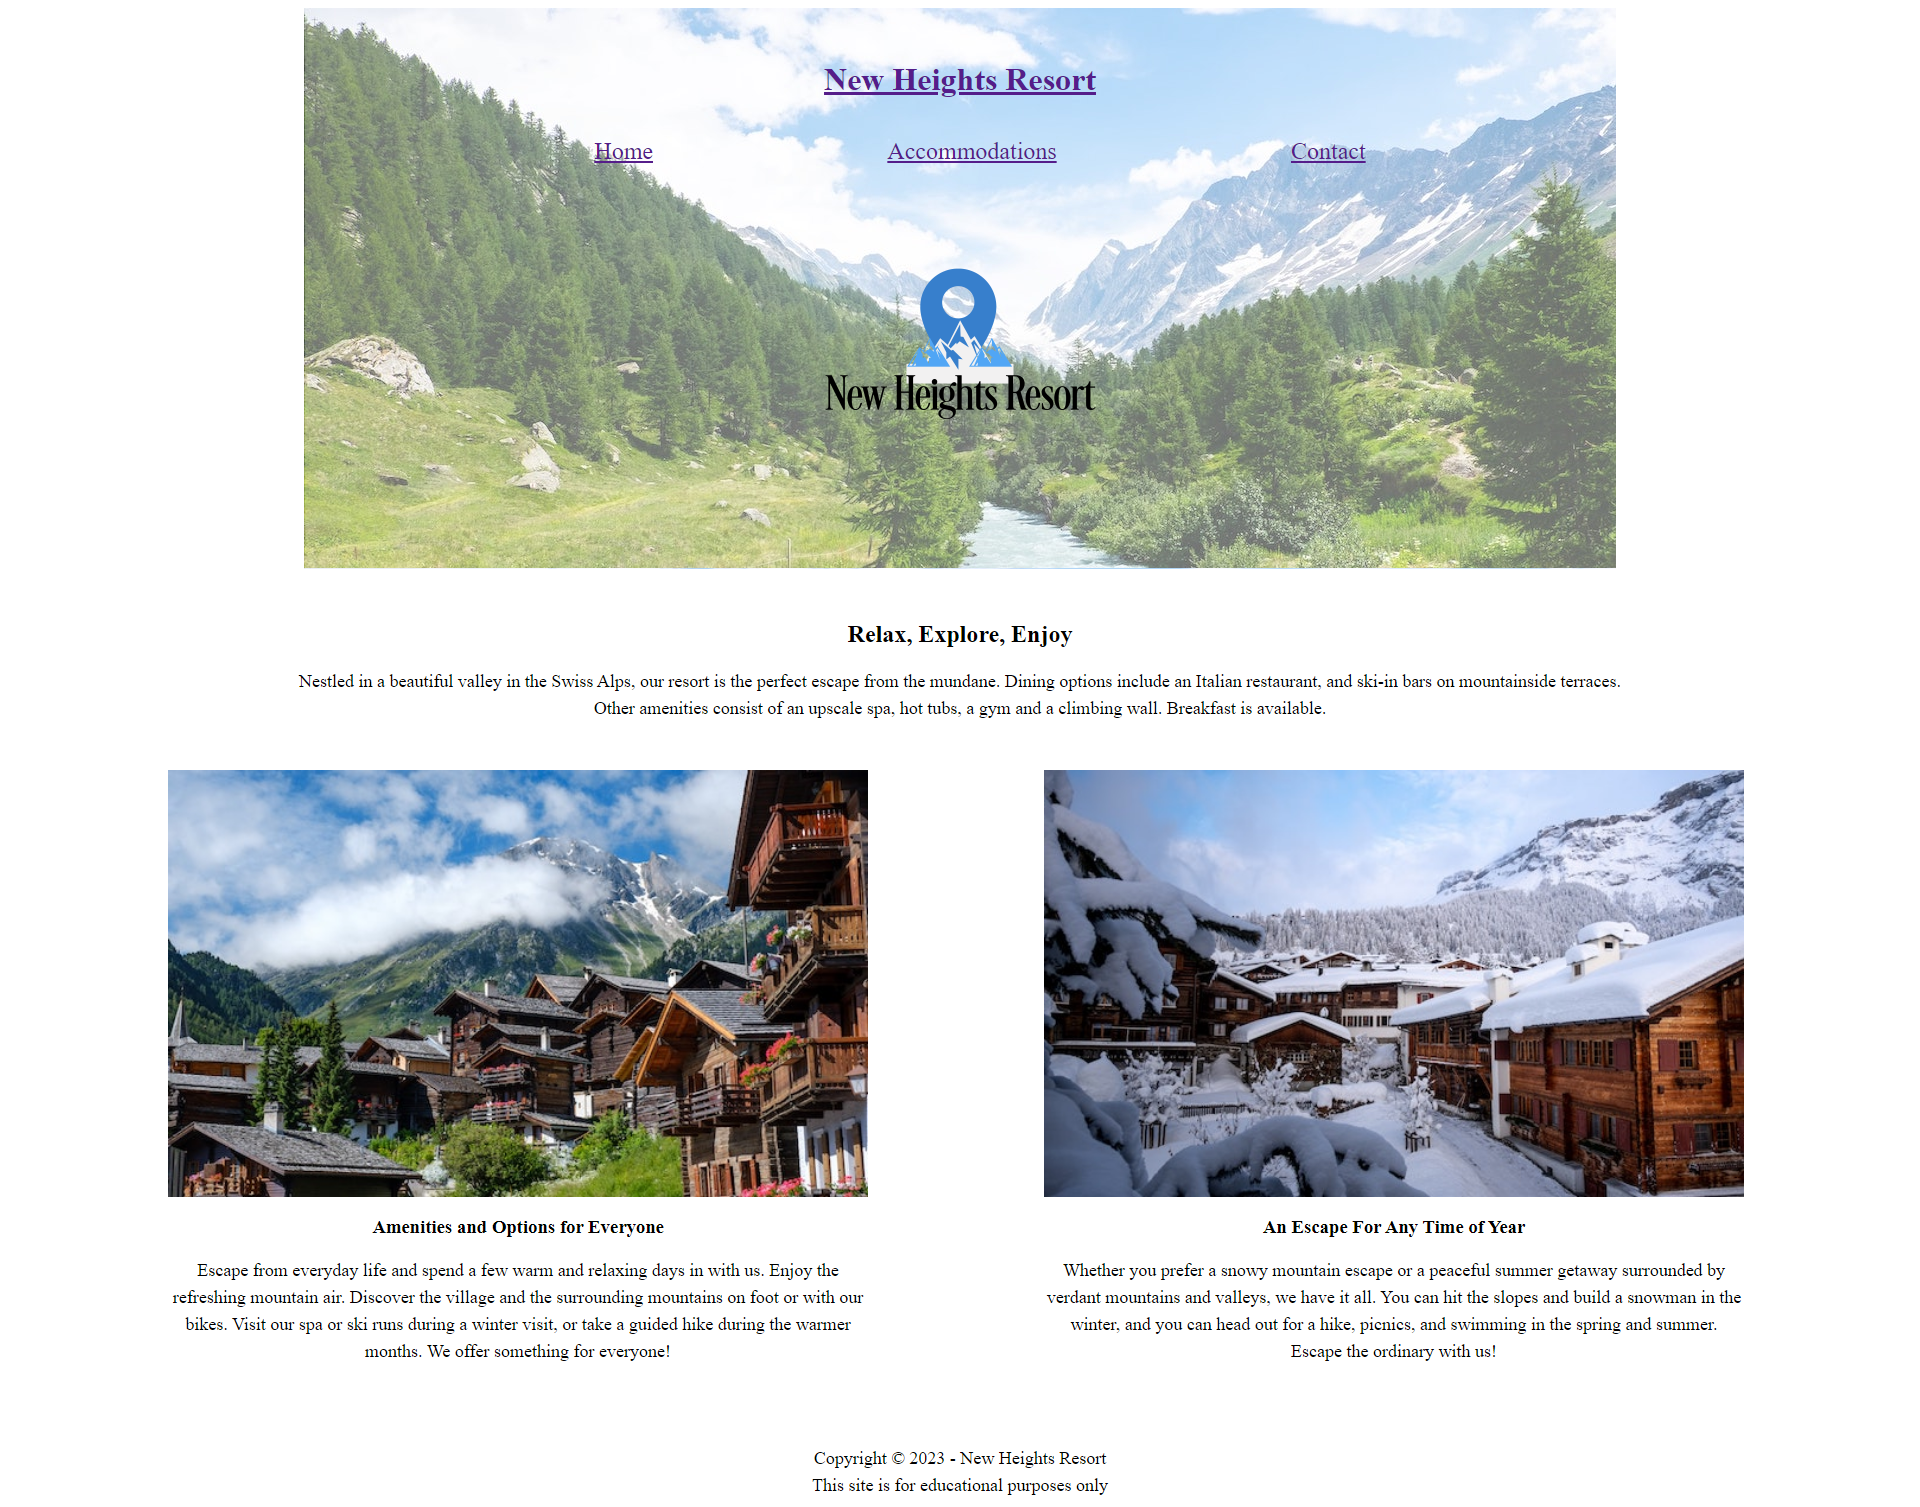 New Heights Resort
Home Accommodations Contact
New Heights Resort
Relax, Explore, Enjoy
Nestled in a beautiful valley in the Swiss Alps, our resort is the perfect escape from the mundane. Dining options include an Italian restaurant, and ski-in bars on mountainside terraces.
Other amenities consist of an upscale spa, hot tubs, a gym and a climbing wall. Breakfast is available.
Amenities and Options for Everyone
Escape from everyday life and spend a few warm and relaxing days in with us. Enjoy the
refreshing mountain air. Discover the village and the surrounding mountains on foot or with our
bikes. Visit our spa or ski runs during a winter visit, or take a guided hike during the warmer
months. We offer something for everyone!
An Escape For Any Time of Year
Whether you prefer a snowy mountain escape or a peaceful summer getaway surrounded by
verdant mountains and valleys, we have it all. You can hit the slopes and build a snowman in the
winter, and you can head out for a hike, picnics, and swimming in the spring and summer.
Escape the ordinary with us!
Copyright © 2023 - New Heights Resort
This site is for educational purposes only